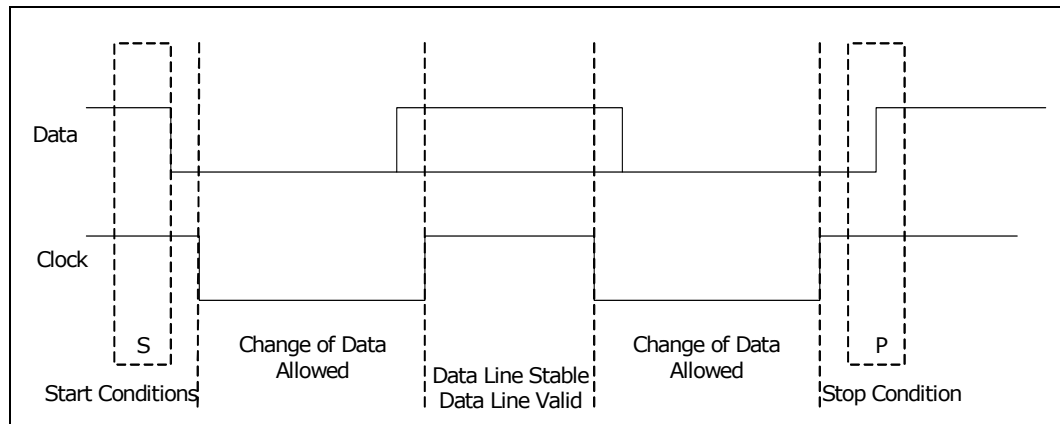 Data
Clock
S
Change of Data
Allowed
Data Line Stable
Data Line Valid
Change of Data
Allowed
P
Start Conditions
Stop Condition